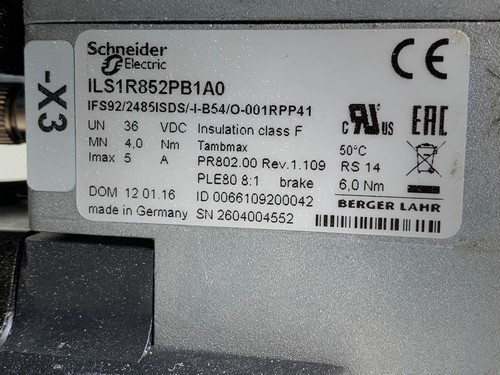 -X3
Schneider
Electric
CE
ILS1R852PB1A0
IFS92/2485ISDS/-I-B54/O-001RPP41
UN 36 VDC Insulation class F
MN 4,0 Nm Tambmax 50°C
Imax 5 A PR802.00 Rev.1.109 RS 14
PLE80 8:1 brake 6,0 Nm
c RU US EAC
DOM 12 01.16 ID 0066109200042 BERGER LAHR
made in Germany SN 2604004552